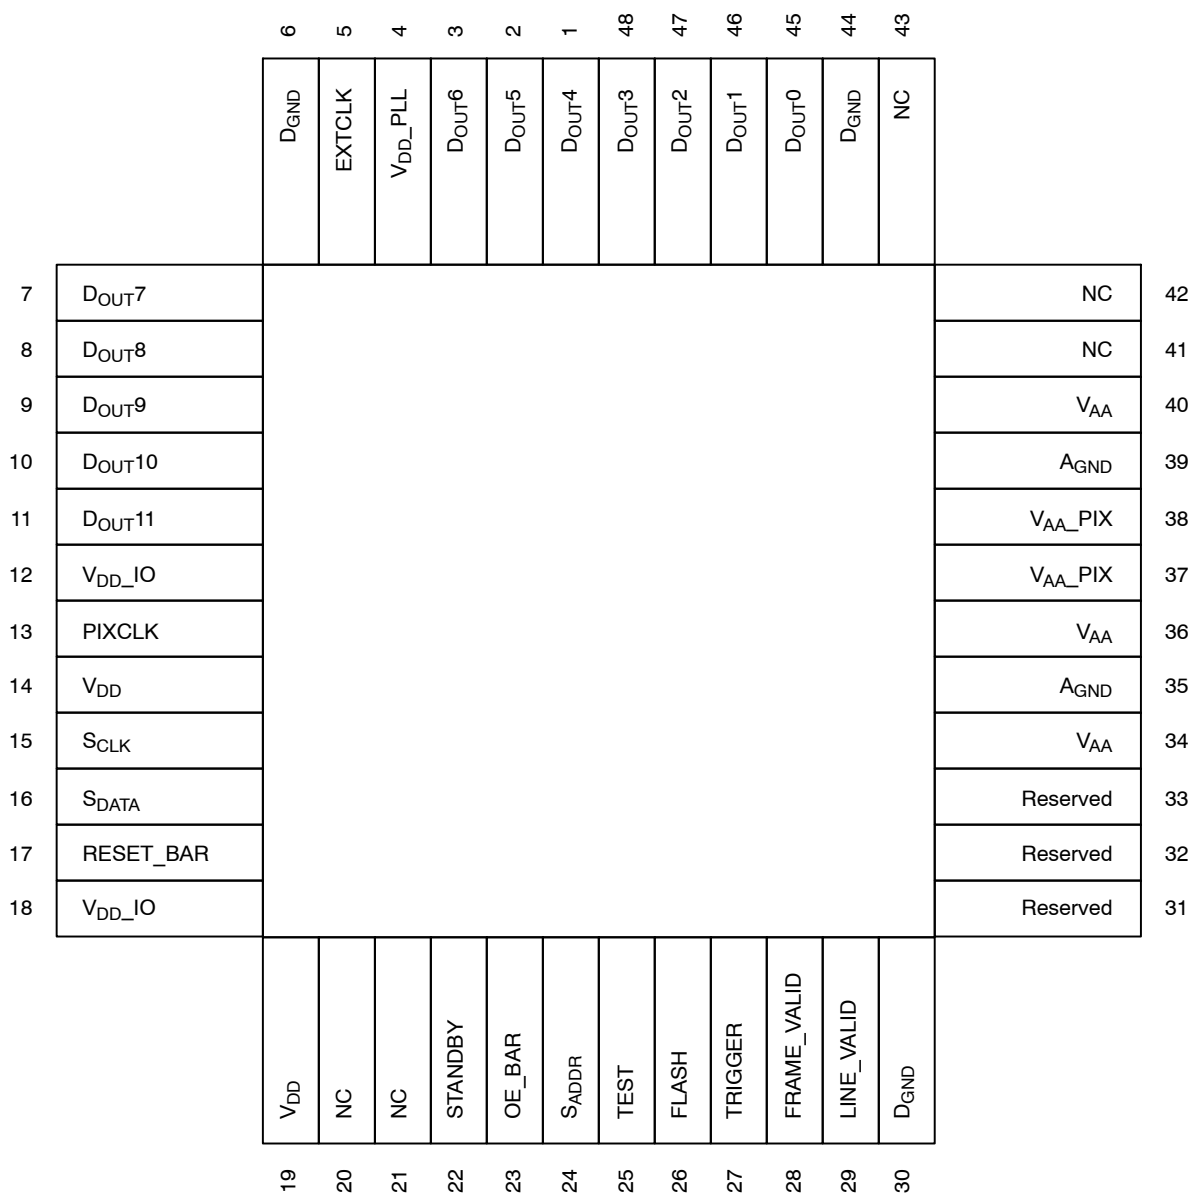 6 5 4 3 2 1 48 47 46 45 44 43
DGND
EXTCLK
VDD_PLL
DOUT6
DOUT5
DOUT4
DOUT3
DOUT2
DOUT1
DOUT0
DGND
NC
7 DOUT7
8 DOUT8
9 DOUT9
10 DOUT10
11 DOUT11
12 VDD_IO
13 PIXCLK
14 VDD
15 SCLK
16 SDATA
17 RESET_BAR
18 VDD_IO
NC 42
NC 41
VAA 40
AGND 39
VAA_PIX 38
VAA_PIX 37
VAA 36
AGND 35
VAA 34
Reserved 33
Reserved 32
Reserved 31
VDD
NC
NC
STANDBY
OE_BAR
SADDR
TEST
FLASH
TRIGGER
FRAME_VALID
LINE_VALID
DGND
19 20 21 22 23 24 25 26 27 28 29 30